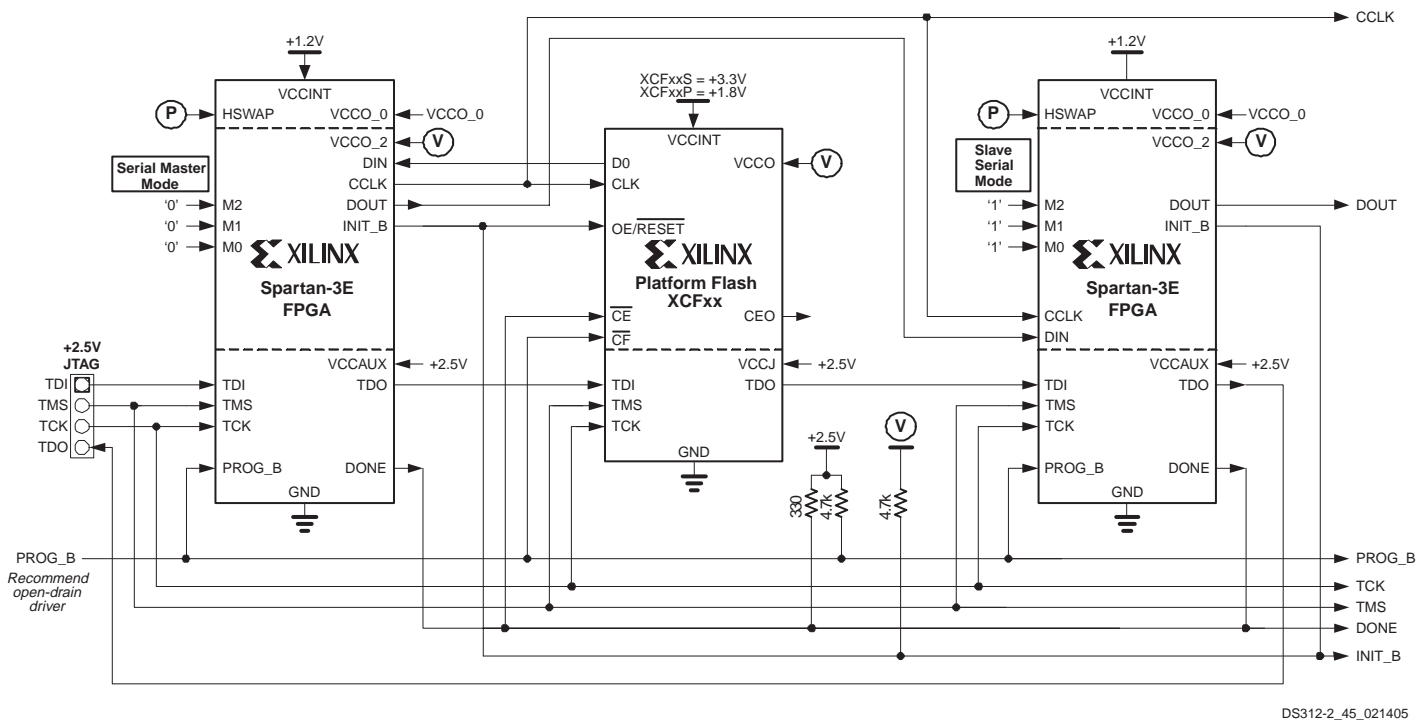 CCLK
+1.2V
VCCINT
P
HSWAP
VCCO_0
VCCO_0
VCCO_2
V
Serial Master
Mode
DIN
CCLK
DOUT
INIT_B
'0' M2
'0' M1
'0' M0
XILINX
Spartan-3E
FPGA
VCCAUX
+2.5V
+2.5V
JTAG
TDI
TMS
TCK
TDO
TDI
TMS
TCK
TDO
PROG_B
DONE
GND
XCFxxS = +3.3V
XCFxxP = +1.8V
VCCINT
D0
CLK
VCCO
V
OE/RESET
XILINX
Platform Flash
XCFxx
CE
CF
CEO
VCCJ
+2.5V
TDI
TMS
TCK
TDO
GND
+2.5V
330
4.7k
V
4.7k
+1.2V
VCCINT
P
HSWAP
VCCO_0
VCCO_0
VCCO_2
V
Slave
Serial
Mode
'1' M2
'1' M1
'1' M0
DOUT
INIT_B
DOUT
XILINX
Spartan-3E
FPGA
CCLK
DIN
VCCAUX
+2.5V
TDI
TMS
TCK
TDO
PROG_B
DONE
GND
PROG_B
Recommend
open-drain
driver
PROG_B
TCK
TMS
DONE
INIT_B
DS312-2_45_021405